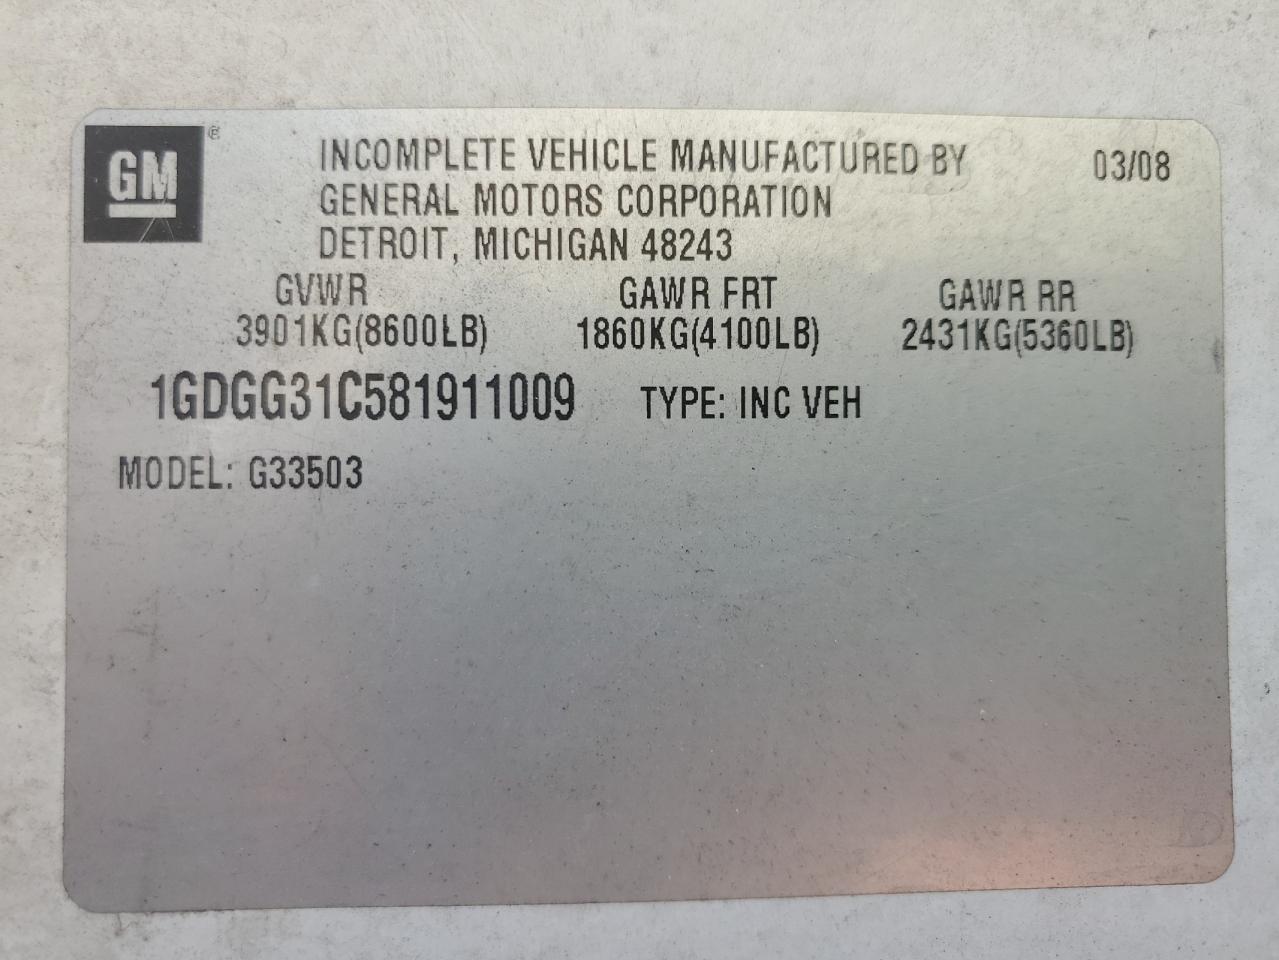 GM ®
INCOMPLETE VEHICLE MANUFACTURED BY 03/08
GENERAL MOTORS CORPORATION
DETROIT, MICHIGAN 48243
GVWR GAWR FRT GAWR RR
3901KG(8600LB) 1860KG(4100LB) 2431KG(5360LB)
1GDGG31C581911009 TYPE: INC VEH
MODEL: G33503